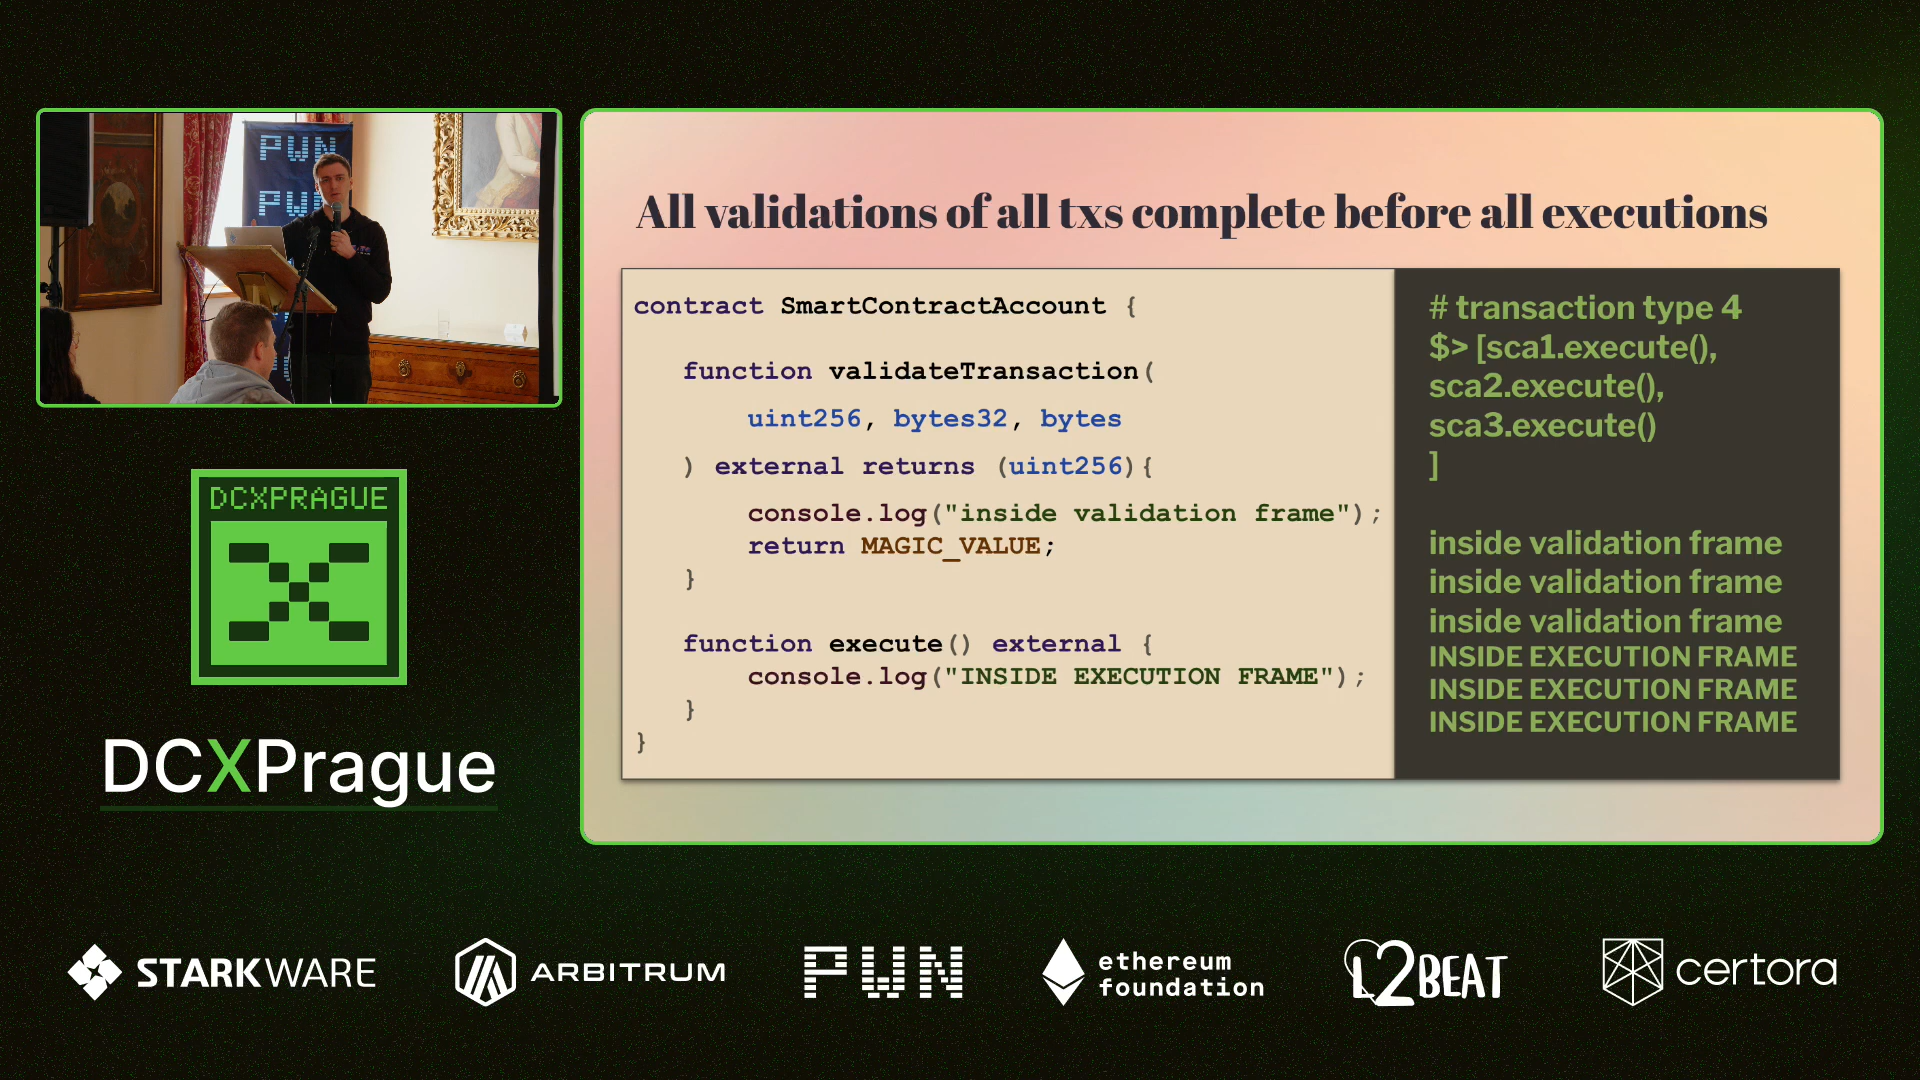 PWN
PWN
DCXPRAGUE
DCXPrague
All validations of all txs complete before all executions
contract SmartContractAccount {
function validateTransaction(
uint256, bytes32, bytes
) external returns (uint256){
console.log("inside validation frame");
return MAGIC_VALUE;
}
function execute() external {
console.log("INSIDE EXECUTION FRAME");
}
}
# transaction type 4
$> [sca1.execute(),
sca2.execute(),
sca3.execute()
]
inside validation frame
inside validation frame
inside validation frame
INSIDE EXECUTION FRAME
INSIDE EXECUTION FRAME
INSIDE EXECUTION FRAME
STARKWARE
ARBITRUM
PWN
ethereum
foundation
L2BEAT
certora